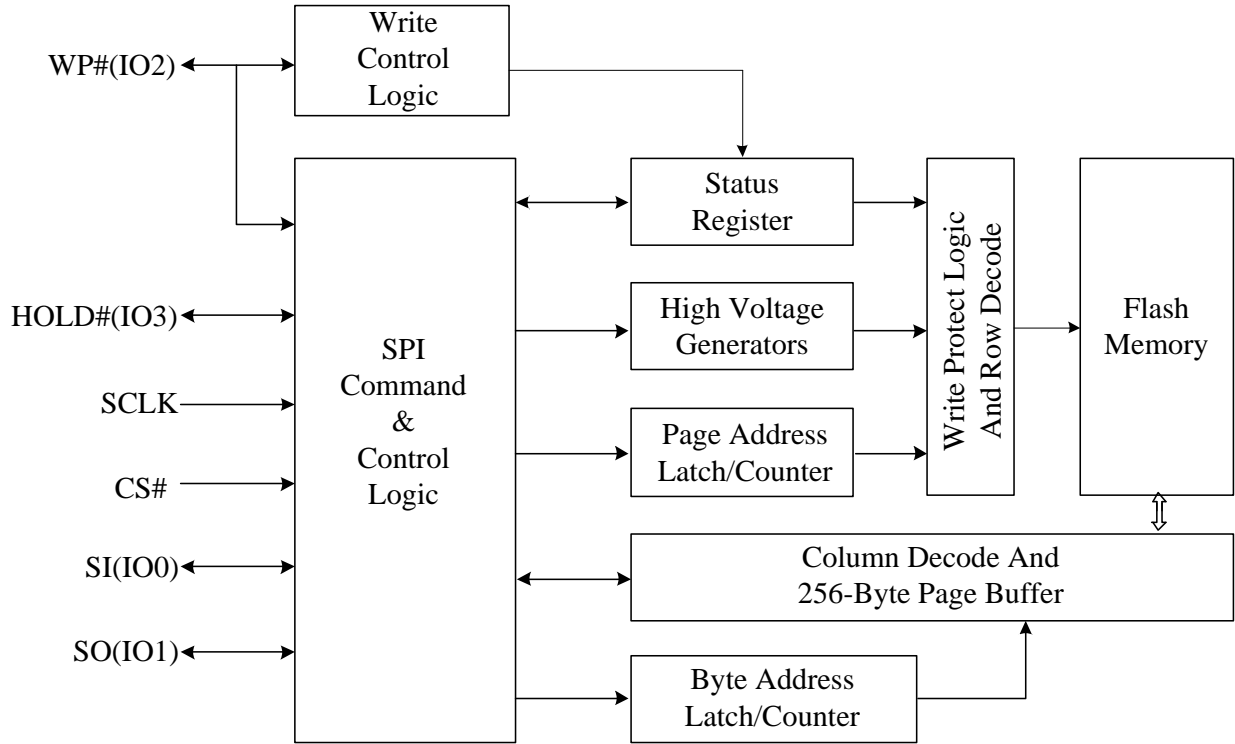 Write
Control
Logic
WP#(IO2)
HOLD#(IO3)
SCLK
CS#
SI(IO0)
SO(IO1)
SPI
Command
&
Control
Logic
Status
Register
High Voltage
Generators
Page Address
Latch/Counter
Write Protect Logic
And Row Decode
Flash
Memory
Column Decode And
256-Byte Page Buffer
Byte Address
Latch/Counter